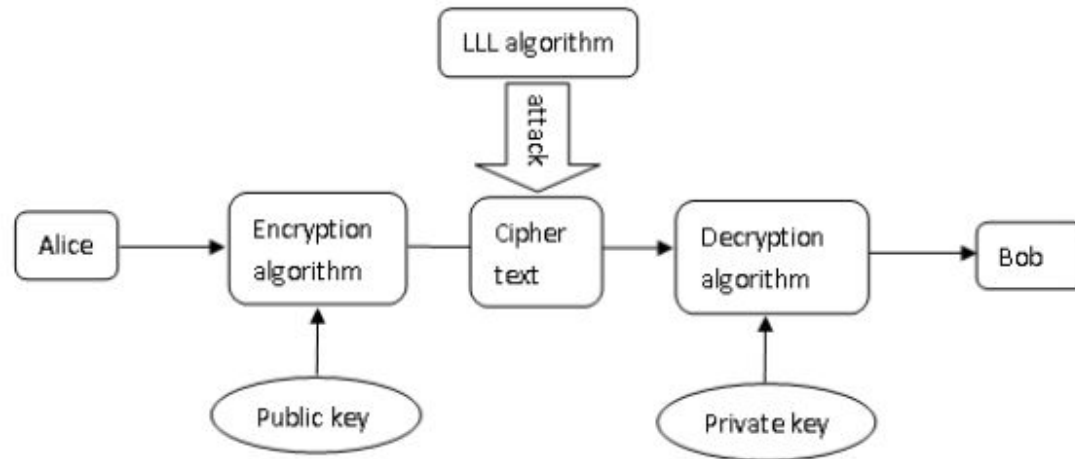 LLL algorithm
attack
Alice
Encryption
algorithm
Cipher
text
Decryption
algorithm
Bob
Public key
Private key